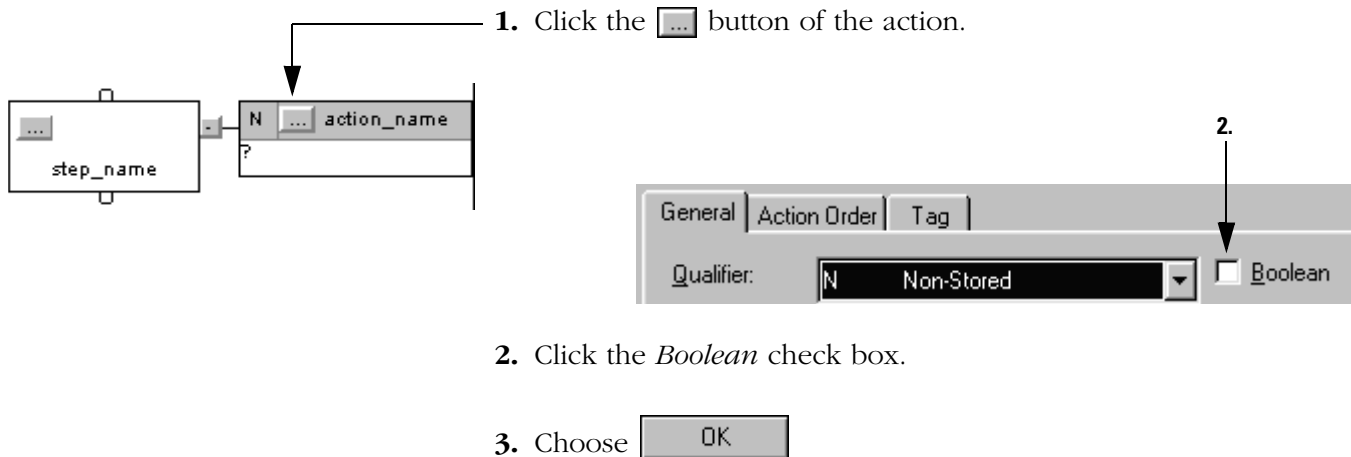 1. Click the ... button of the action.
... step_name
-
N ... action_name
?
2.
General Action Order Tag
Qualifier: N Non-Stored Boolean
2. Click the Boolean check box.
3. Choose OK